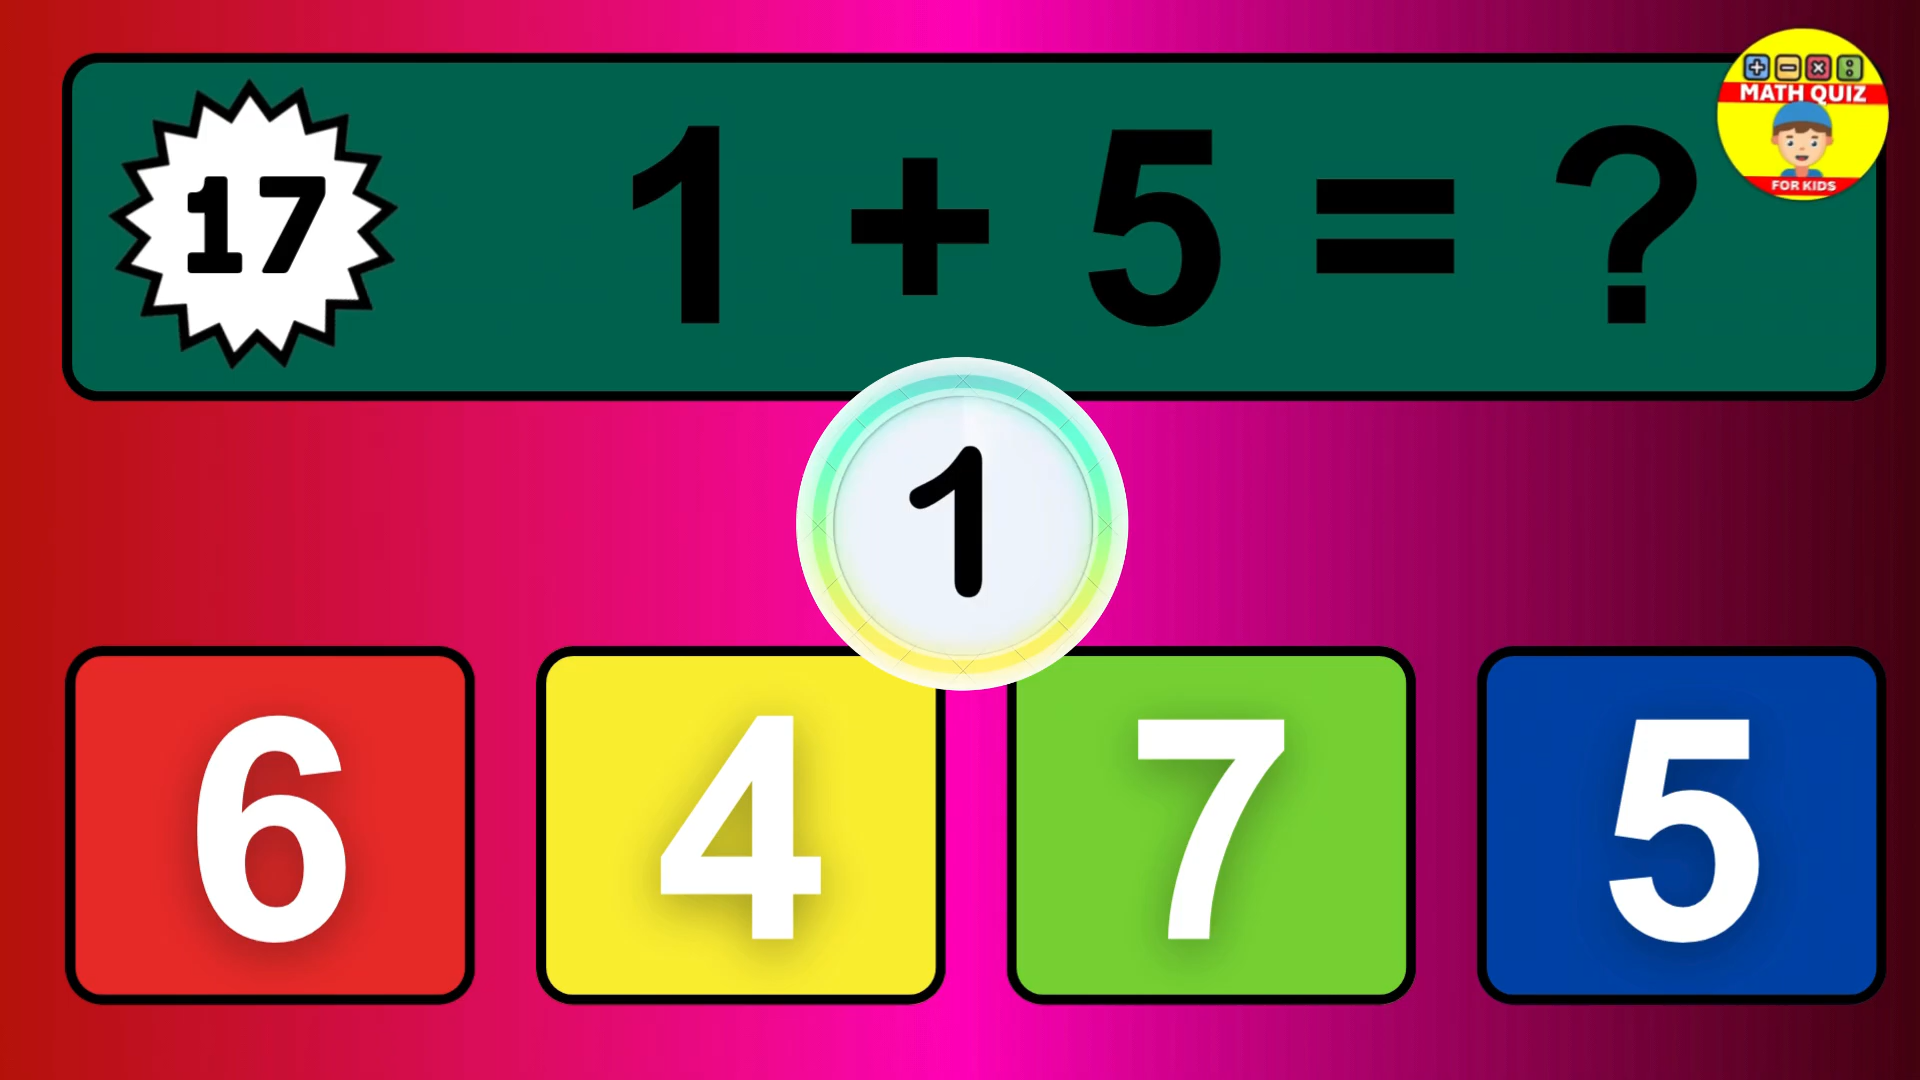 17
1 + 5 = ?
+ - × :
MATH QUIZ
FOR KIDS
1
6 4 7 5